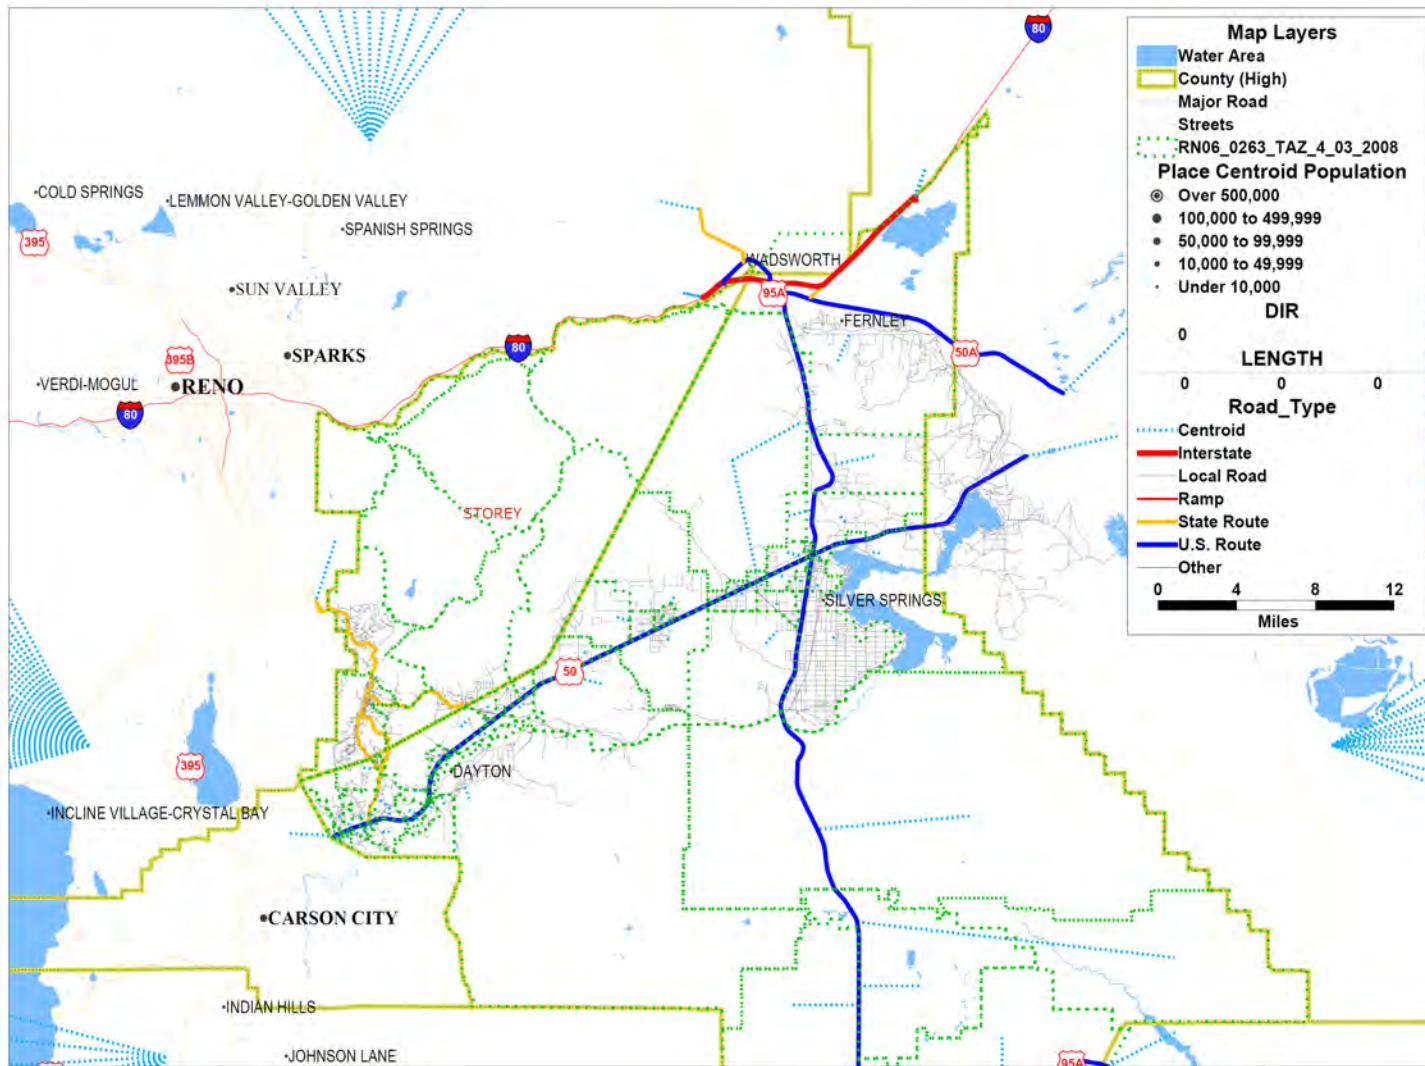 80
Map Layers
Water Area
County (High)
Major Road
Streets
RN06_0263_TAZ_4_03_2008
Place Centroid Population
Over 500,000
100,000 to 499,999
50,000 to 99,999
10,000 to 49,999
Under 10,000
DIR
0
LENGTH
0 0 0
Road_Type
Centroid
Interstate
Local Road
Ramp
State Route
U.S. Route
Other
0 4 8 12
Miles
COLD SPRINGS
LEMMON VALLEY-GOLDEN VALLEY
SPANISH SPRINGS
395
WADSWORTH
SUN VALLEY
95A
FERNLEY
80
50A
395B
SPARKS
VERDI-MOGUL
RENO
80
STOREY
SILVER SPRINGS
50
395
DAYTON
INCLINE VILLAGE-CRYSTAL BAY
CARSON CITY
INDIAN HILLS
JOHNSON LANE
95A